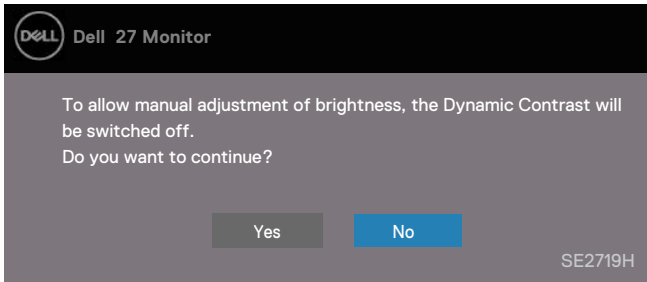 DELL
Dell 27 Monitor
To allow manual adjustment of brightness, the Dynamic Contrast will
be switched off.
Do you want to continue?
Yes No
SE2719H